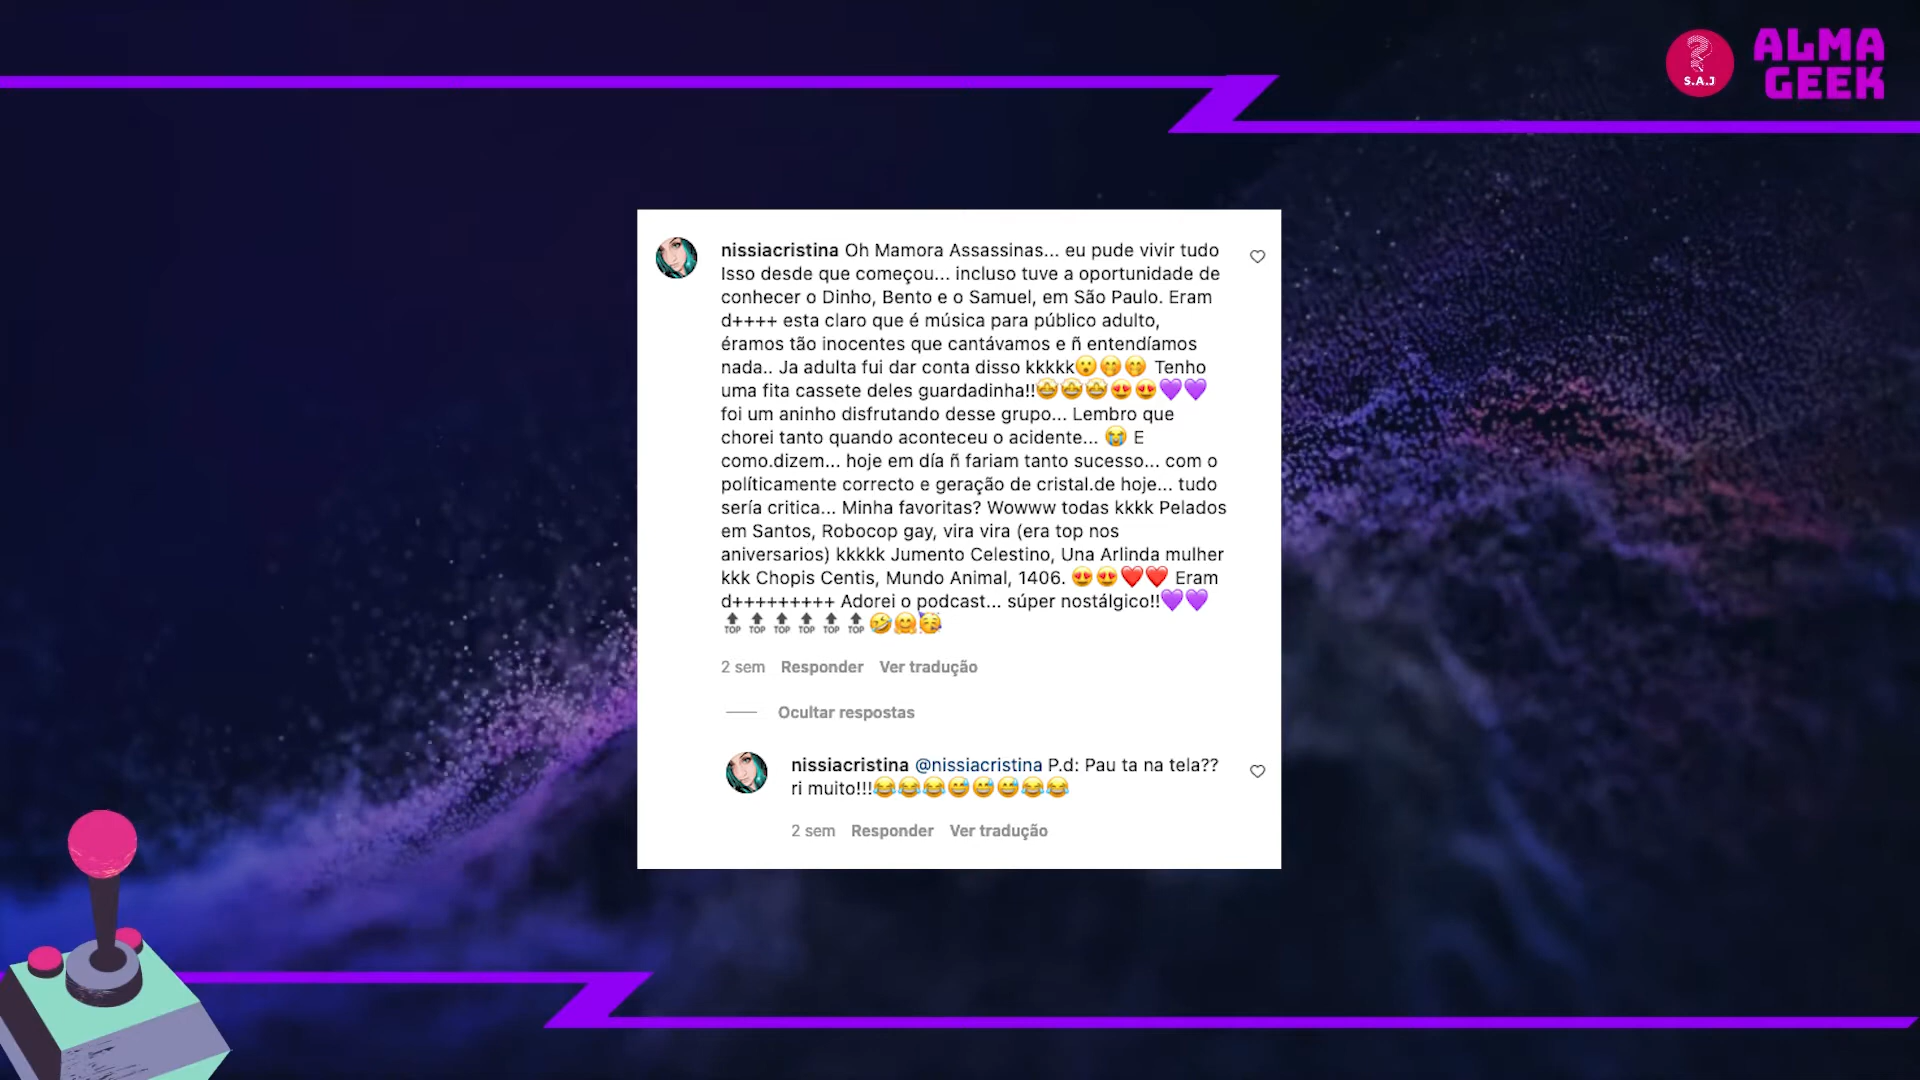 S.A.J
ALMA
GEEK
nissiacristina Oh Mamora Assassinas... eu pude vivir tudo
Isso desde que começou... incluso tuve a oportunidade de
conhecer o Dinho, Bento e o Samuel, em São Paulo. Eram
d++++ esta claro que é música para público adulto,
éramos tão inocentes que cantávamos e ñ entendíamos
nada.. Ja adulta fui dar conta disso kkkkk😮🤭🤭 Tenho
uma fita cassete deles guardadinha!!🤩🤩🤩😍😍💜💜
foi um aninho disfrutando desse grupo... Lembro que
chorei tanto quando aconteceu o acidente... 😭 E
como.dizem... hoje em día ñ fariam tanto sucesso... com o
políticamente correcto e geração de cristal.de hoje... tudo
sería critica... Minha favoritas? Wowww todas kkkk Pelados
em Santos, Robocop gay, vira vira (era top nos
aniversarios) kkkkk Jumento Celestino, Una Arlinda mulher
kkk Chopis Centis, Mundo Animal, 1406. 😍😍❤️❤️ Eram
d+++++++++ Adorei o podcast... súper nostálgico!!💜💜
🔝🔝🔝🔝🔝🔝🤣🤗🥳
2 sem Responder Ver tradução
Ocultar respostas
nissiacristina @nissiacristina P.d: Pau ta na tela??
ri muito!!!😂😂😂😅😅😅😂😂
2 sem Responder Ver tradução